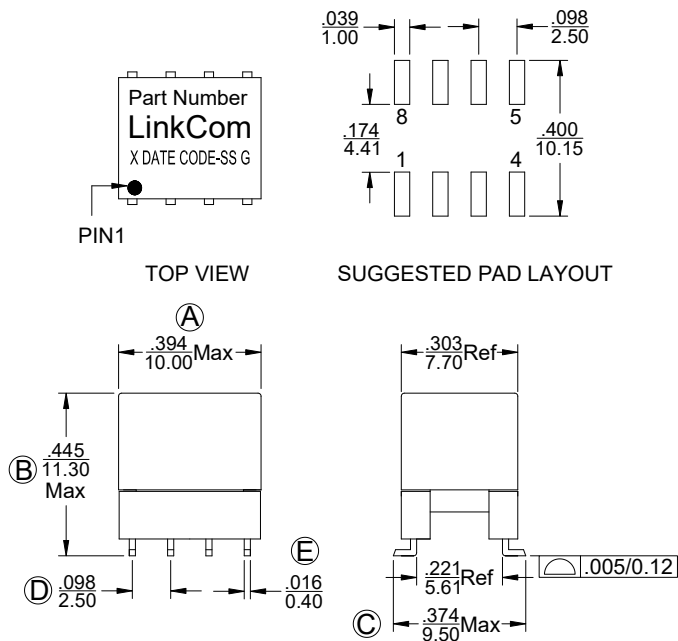 .039
1.00
.098
2.50
Part Number
LinkCom
X DATE CODE-SS G
8
5
.174
4.41
.400
10.15
1
4
PIN1
TOP VIEW
SUGGESTED PAD LAYOUT
A
.394
10.00 Max
.303
7.70 Ref
B
.445
11.30
Max
E
D
.098
2.50
.016
0.40
.221
5.61 Ref
.005/0.12
C
.374
9.50 Max